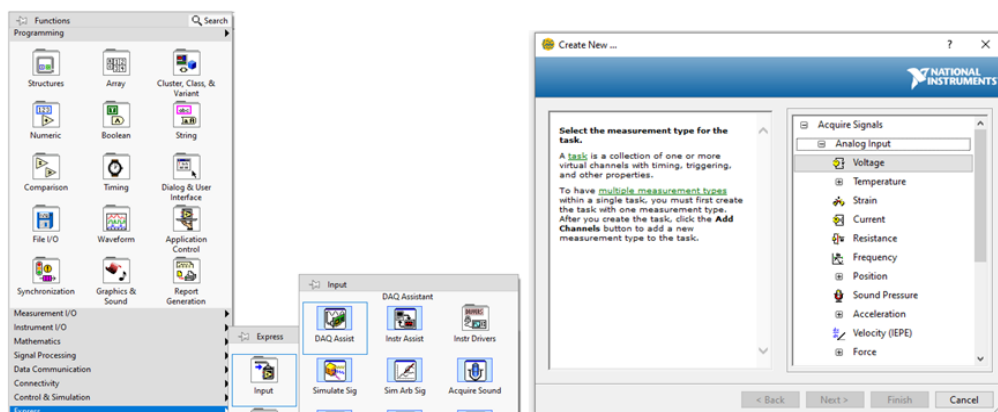 Functions
Search
Programming
Structures
Array
Cluster, Class, &
Variant
Numeric
Boolean
String
Comparison
Timing
Dialog & User
Interface
File I/O
Waveform
Application
Control
Synchronization
Graphics &
Sound
Report
Generation
Measurement I/O
Instrument I/O
Mathematics
Signal Processing
Data Communication
Connectivity
Control & Simulation
Express
Express
Input
Input
DAQ Assistant
DAQ Assist
Instr Assist
Instr Drivers
Simulate Sig
Sim Arb Sig
Acquire Sound
Create New ...
NATIONAL
INSTRUMENTS
Select the measurement type for the
task.
A task is a collection of one or more
virtual channels with timing, triggering,
and other properties.
To have multiple measurement types
within a single task, you must first create
the task with one measurement type.
After you create the task, click the Add
Channels button to add a new
measurement type to the task.
Acquire Signals
Analog Input
Voltage
Temperature
Strain
Current
Resistance
Frequency
Position
Sound Pressure
Acceleration
Velocity (IEPE)
Force
< Back
Next >
Finish
Cancel